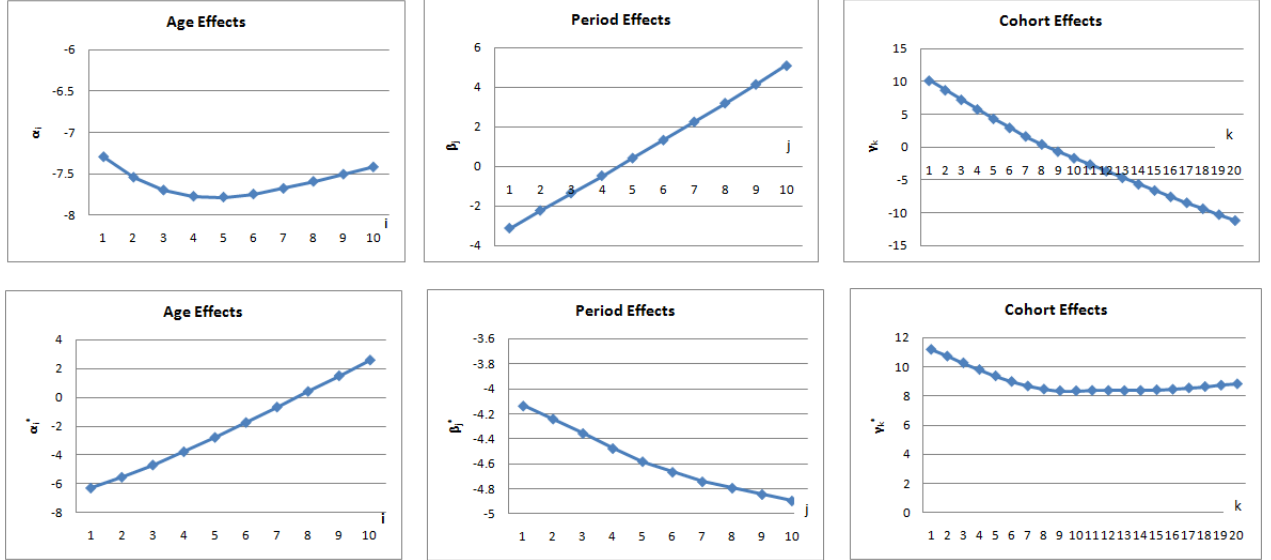 Age Effects
-6
-6.5
-7
-7.5
-8
αi
1 2 3 4 5 6 7 8 9 10
i
Period Effects
6
4
2
0
-2
-4
βj
1 2 3 4 5 6 7 8 9 10
j
Cohort Effects
15
10
5
0
-5
-10
-15
γk
1 2 3 4 5 6 7 8 9 10 11 12 13 14 15 16 17 18 19 20
k
Age Effects
4
2
0
-2
-4
-6
-8
αi*
1 2 3 4 5 6 7 8 9 10
i
Period Effects
-3.6
-3.8
-4
-4.2
-4.4
-4.6
-4.8
-5
βj*
1 2 3 4 5 6 7 8 9 10
j
Cohort Effects
12
10
8
6
4
2
0
γk*
1 2 3 4 5 6 7 8 9 10 11 12 13 14 15 16 17 18 19 20
k